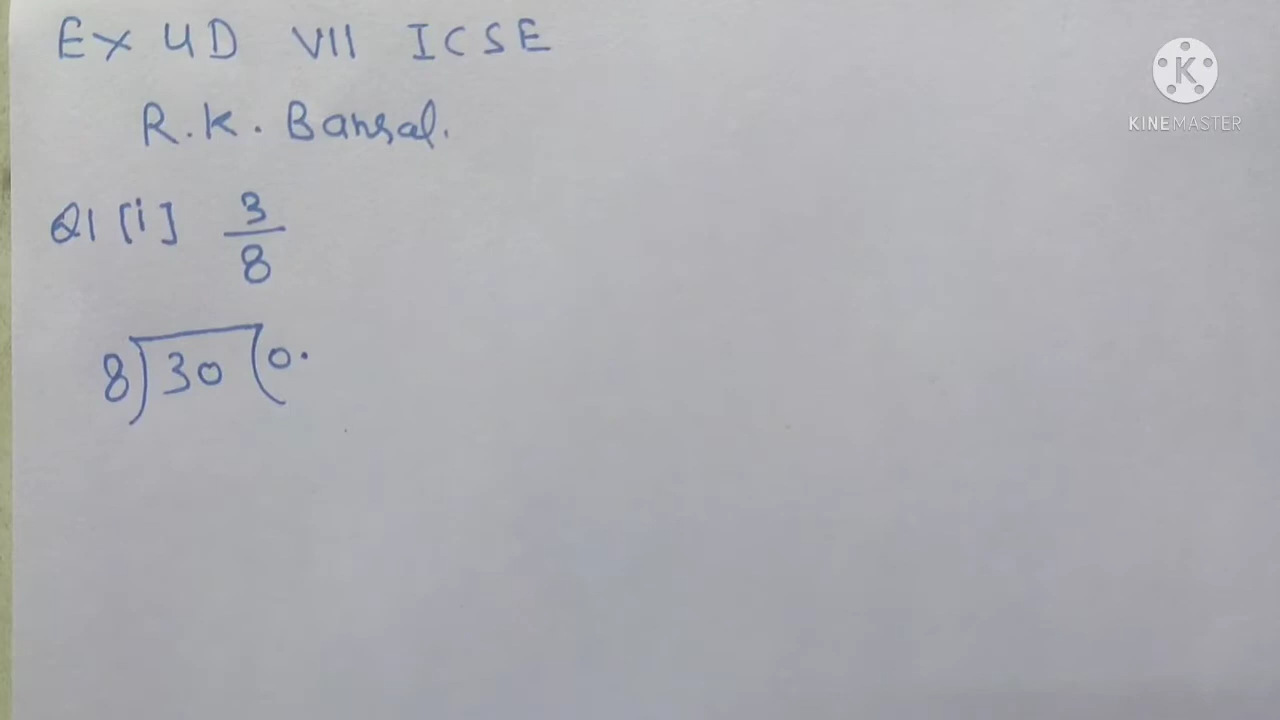 Ex 4D VII ICSE
R.K. Bansal.
Q1 [i] 3/8
8)30(0.
K
KINEMASTER